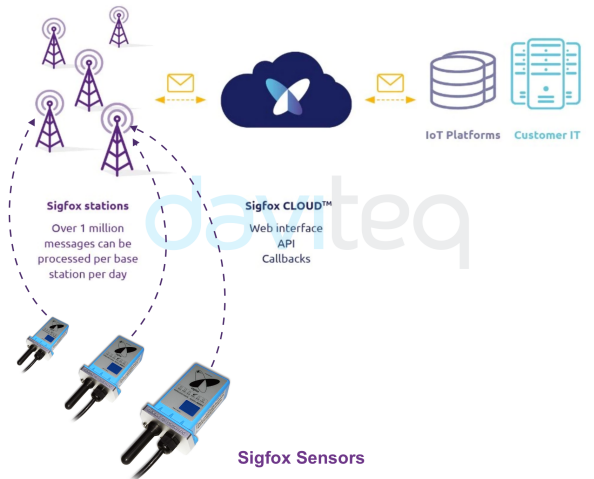 IoT Platforms
Customer IT
Sigfox stations
Over 1 million
messages can be
processed per base
station per day
Sigfox CLOUD™
Web interface
API
Callbacks
daviteq
Sigfox Sensors